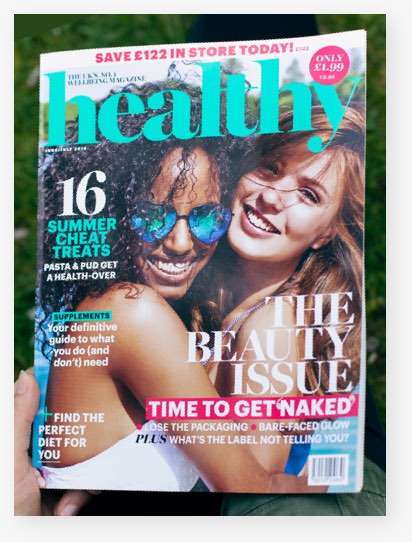 SAVE £122 IN STORE TODAY!
ONLY
£1.99
THE UK'S NO. 1
WELLBEING MAGAZINE
healthy
JUNE/JULY
16
SUMMER
CHEAT
TREATS
PASTA & PUD GET
A HEALTH-OVER
SUPPLEMENTS
Your definitive
guide to what
you do (and
don't) need
+FIND THE
PERFECT
DIET FOR
YOU
THE
BEAUTY
ISSUE
TIME TO GET 'NAKED'
LOSE THE PACKAGING • BARE-FACED GLOW
PLUS WHAT'S THE LABEL NOT TELLING YOU?